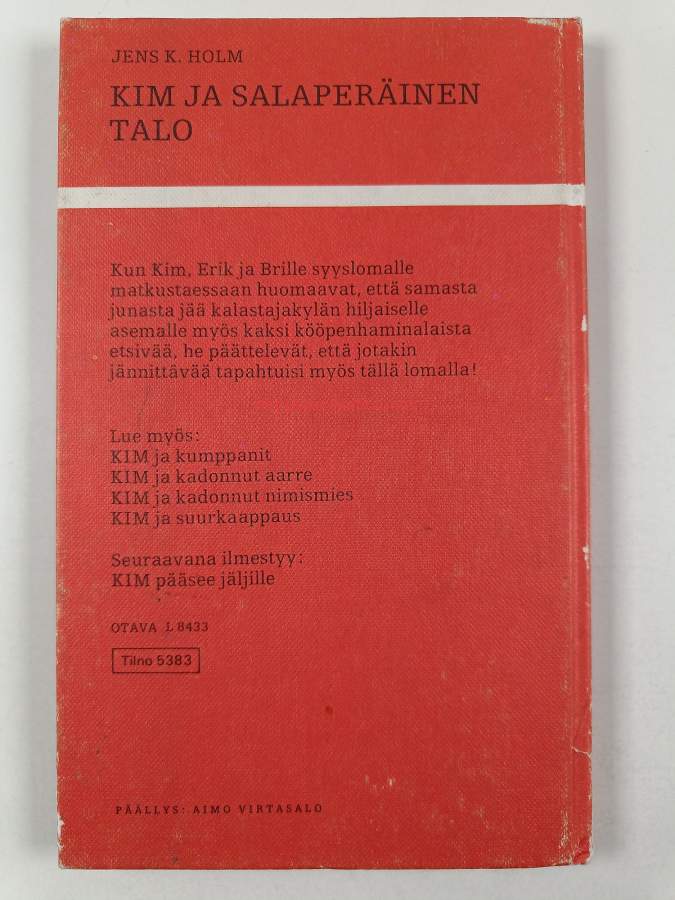 JENS K. HOLM
KIM JA SALAPERÄINEN
TALO
Kun Kim, Erik ja Brille syyslomalle
matkustaessaan huomaavat, että samasta
junasta jää kalastajakylän hiljaiselle
asemalle myös kaksi kööpenhaminalaista
etsivää, he päättelevät, että jotakin
jännittävää tapahtuisi myös tällä lomalla!
Lue myös:
KIM ja kumppanit
KIM ja kadonnut aarre
KIM ja kadonnut nimismies
KIM ja suurkaappaus
Seuraavana ilmestyy:
KIM pääsee jäljille
OTAVA L 8433
Tilno 5383
PÄÄLLYS: AIMO VIRTASALO